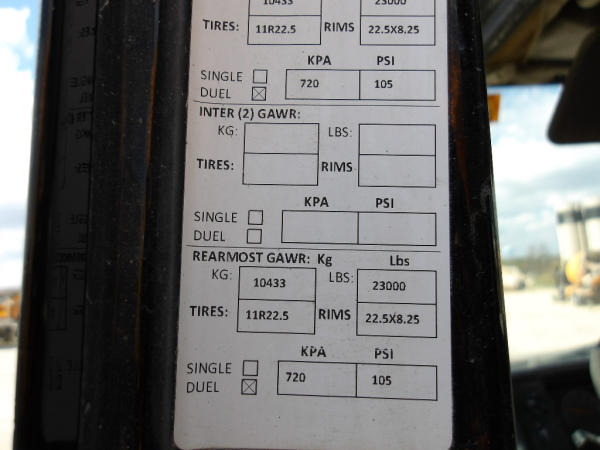 10433 23000
TIRES: 11R22.5 RIMS 22.5X8.25
KPA PSI
SINGLE 720 105
DUEL
INTER (2) GAWR:
KG: LBS:
TIRES: RIMS
KPA PSI
SINGLE
DUEL
REARMOST GAWR: Kg Lbs
KG: 10433 LBS: 23000
TIRES: 11R22.5 RIMS 22.5X8.25
KPA PSI
SINGLE 720 105
DUEL